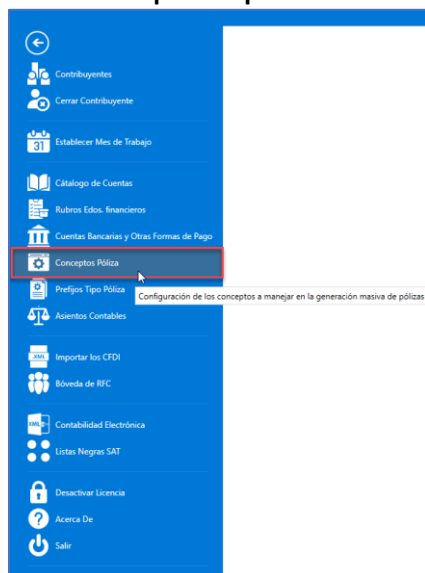 Contribuyentes
Cerrar Contribuyente
31
Establecer Mes de Trabajo
Cátalogo de Cuentas
Rubros Edos. financieros
Cuentas Bancarias y Otras Formas de Pago
Conceptos Póliza
Prefijos Tipo Póliza
Configuración de los conceptos a manejar en la generación masiva de pólizas
Asientos Contables
.XML
Importar los CFDI
Bóveda de RFC
XML
Contabilidad Electrónica
Listas Negras SAT
Desactivar Licencia
?
Acerca De
Salir